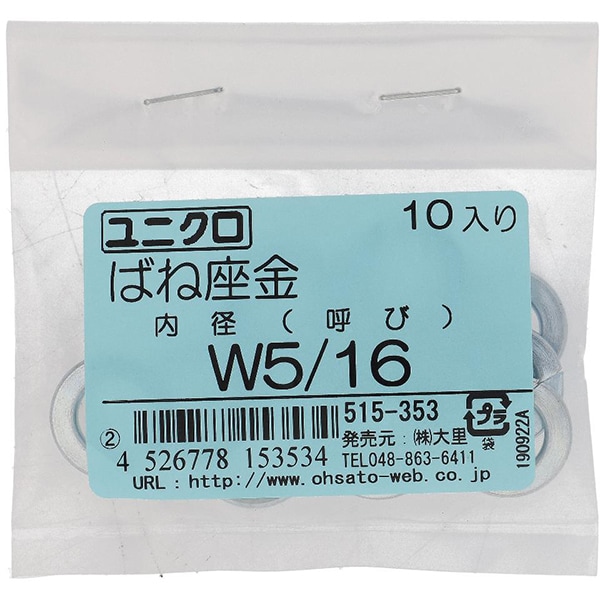 ユニクロ 10入り
ばね座金
内径(呼び)
W5/16
515-353
② 発売元:㈱大里
プラ
袋
4 526778 153534 TEL048-863-6411
URL:http://www.ohsato-web.co.jp
190922A